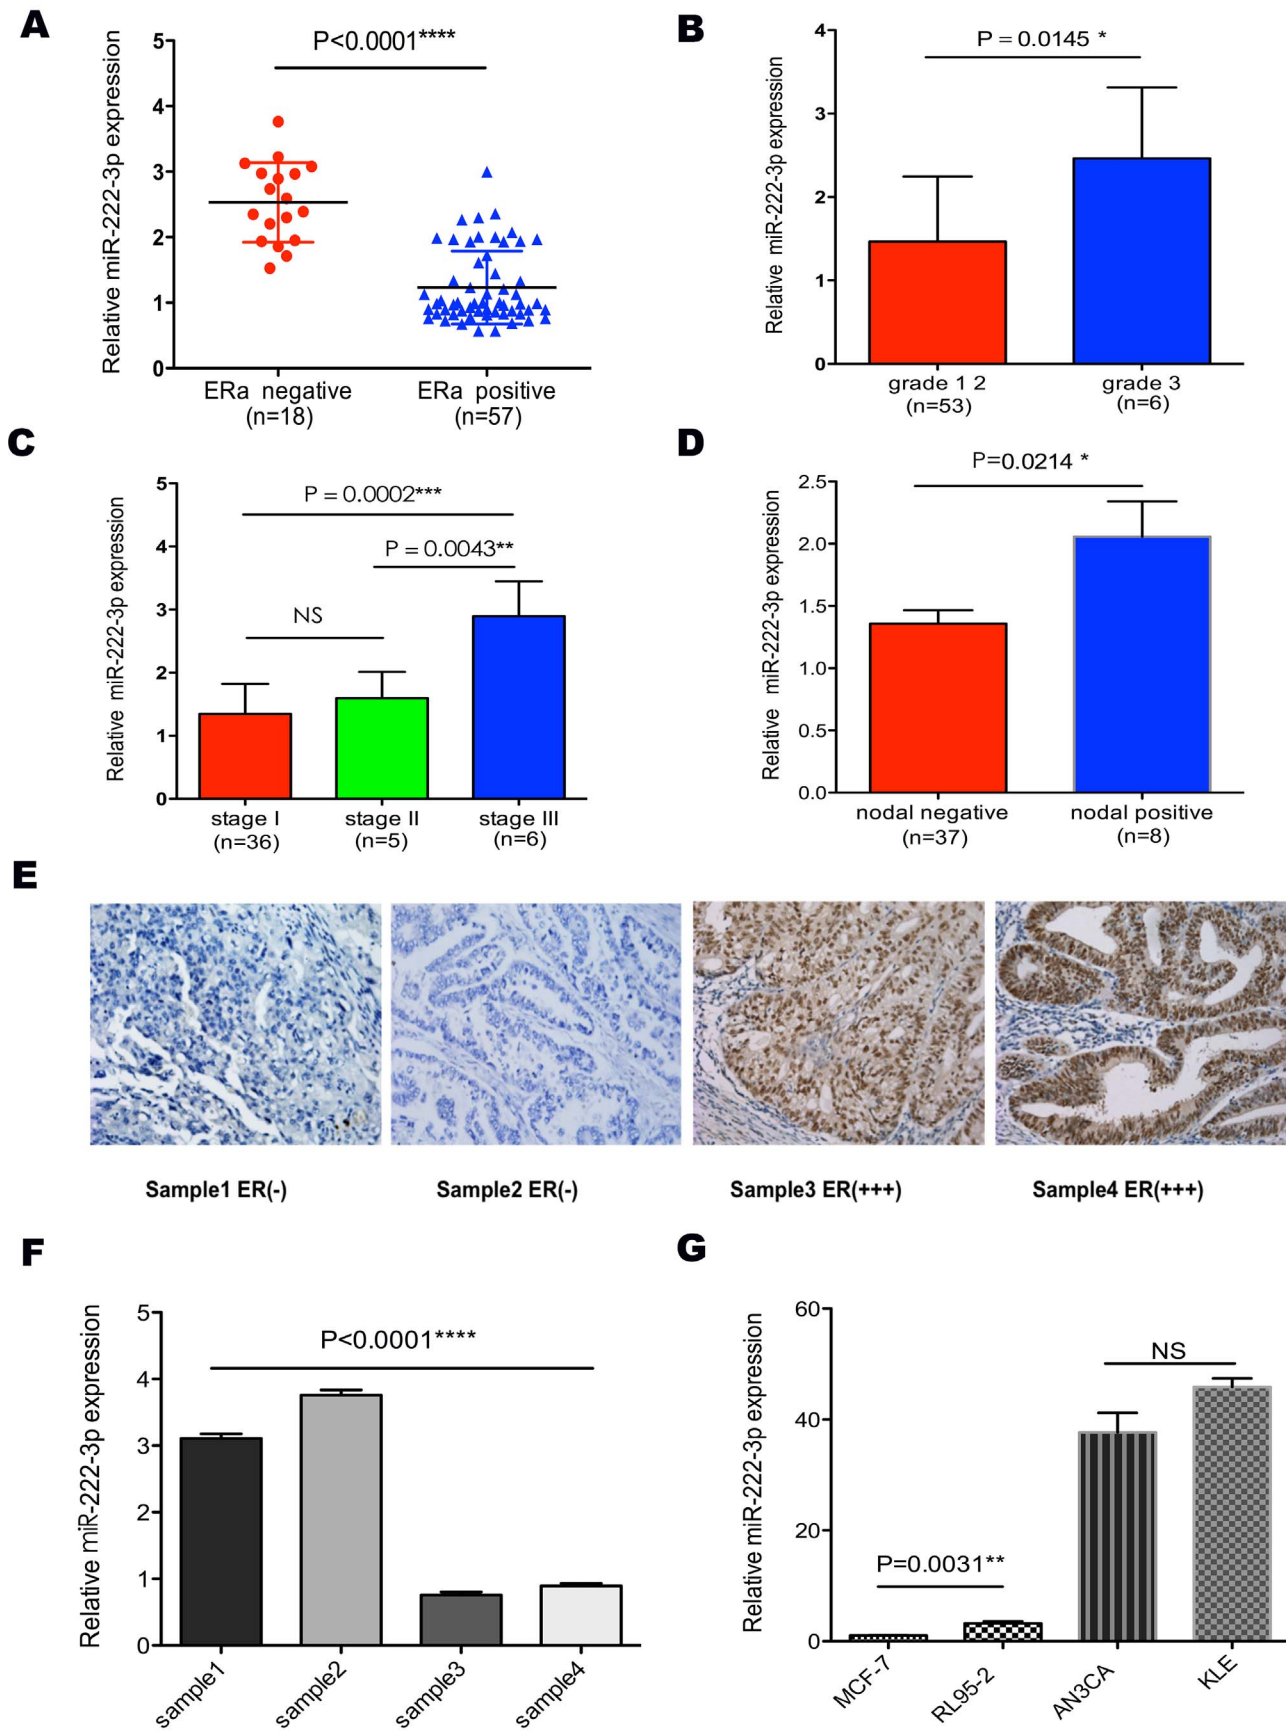 A
P<0.0001****
Relative miR-222-3p expression
5
4
3
2
1
0
ERa negative
(n=18)
ERa positive
(n=57)
B
P = 0.0145 *
Relative miR-222-3p expression
4
3
2
1
0
grade 1 2
(n=53)
grade 3
(n=6)
C
P = 0.0002***
P = 0.0043**
NS
Relative miR-222-3p expression
5
4
3
2
1
0
stage I
(n=36)
stage II
(n=5)
stage III
(n=6)
D
P=0.0214 *
Relative miR-222-3p expression
2.5
2.0
1.5
1.0
0.5
0.0
nodal negative
(n=37)
nodal positive
(n=8)
E
Sample1 ER(-)
Sample2 ER(-)
Sample3 ER(+++)
Sample4 ER(+++)
F
P<0.0001****
Relative miR-222-3p expression
5
4
3
2
1
0
sample1
sample2
sample3
sample4
G
NS
P=0.0031**
Relative miR-222-3p expression
60
40
20
0
MCF-7
RL95-2
AN3CA
KLE